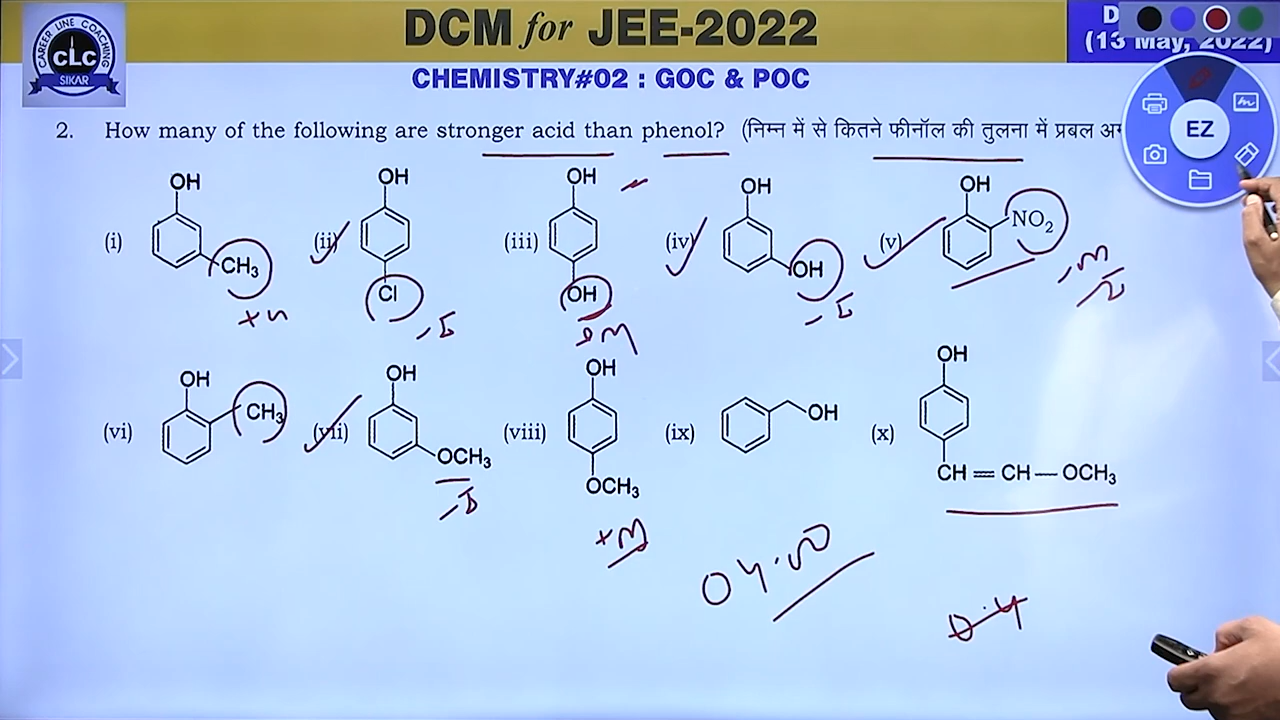 DCM for JEE-2022
CAREER LINE COACHING
CLC
SIKAR
(13 May, 2022)
CHEMISTRY#02 : GOC & POC
EZ
2. How many of the following are stronger acid than phenol? (निम्न में से कितने फीनॉल की तुलना में प्रबल
OH
OH
OH
OH
OH
NO2
(i)
(ii)
(iii)
(iv)
(v)
CH3
OH
Cl
OH
-I
+M
-I
-M
-I
OH
OH
OH
OH
CH3
OH
(vi)
(vii)
(viii)
(ix)
(x)
OCH3
CH = CH — OCH3
OCH3
-I
+M
04.00
0.4